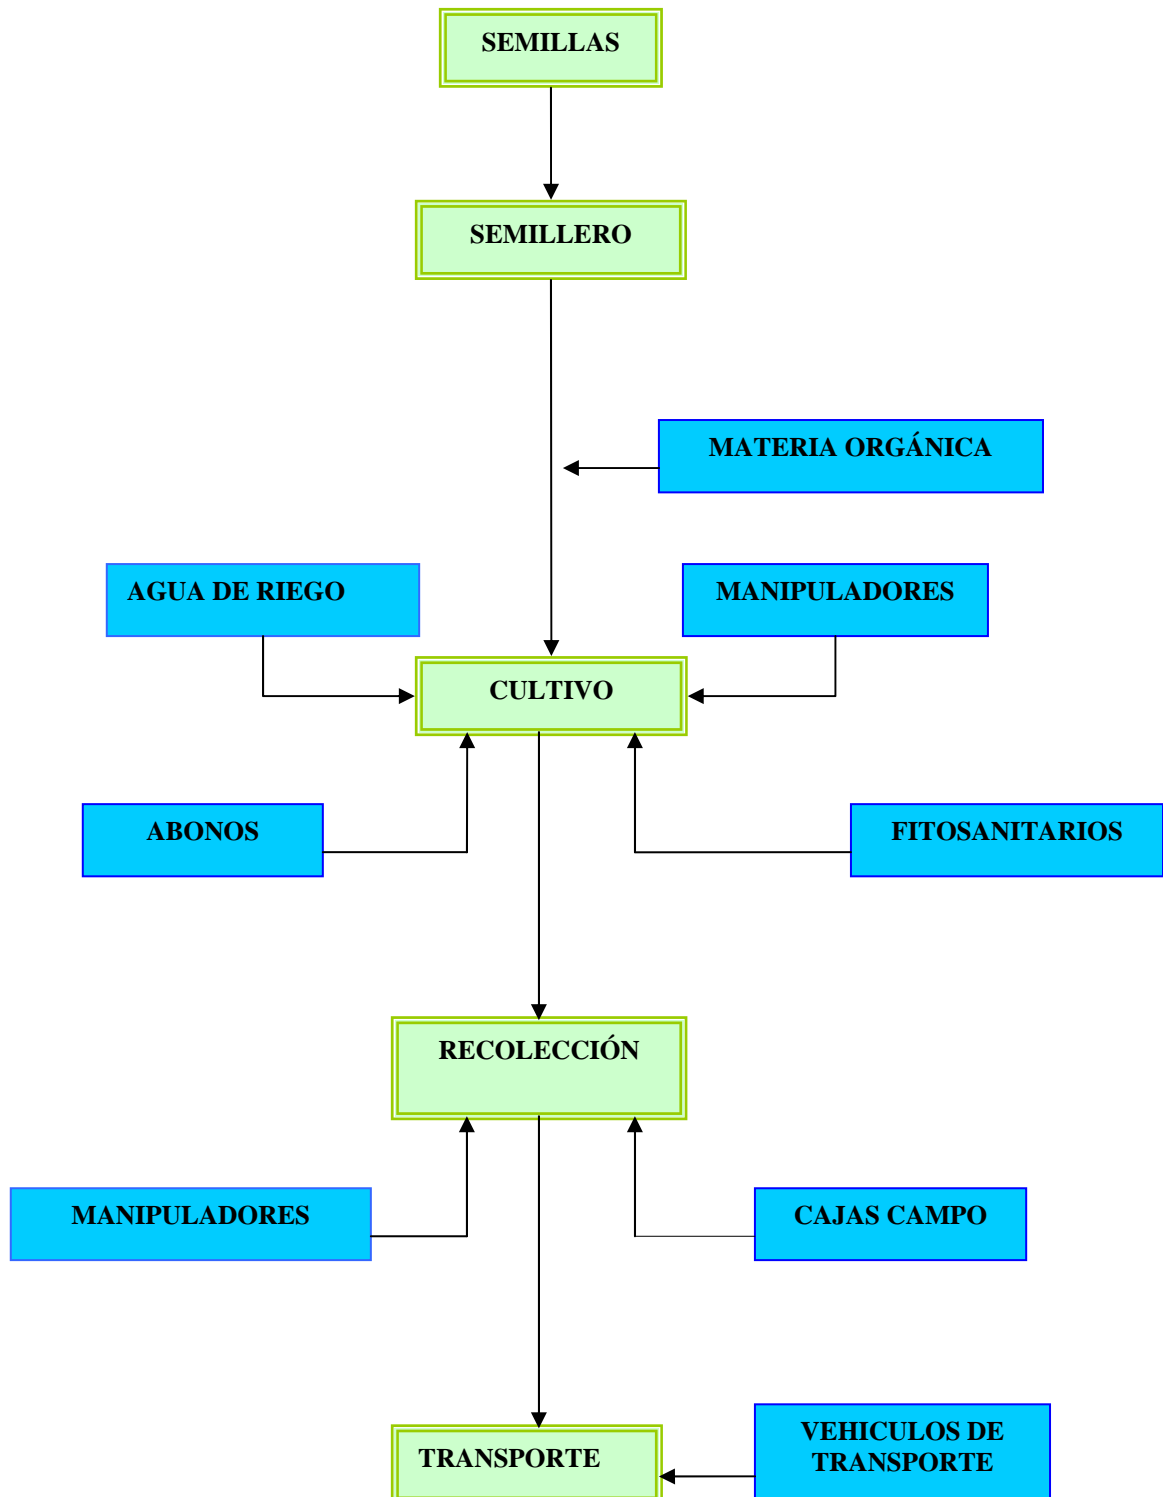 SEMILLAS
SEMILLERO
MATERIA ORGÁNICA
AGUA DE RIEGO
MANIPULADORES
CULTIVO
ABONOS
FITOSANITARIOS
RECOLECCIÓN
MANIPULADORES
CAJAS CAMPO
TRANSPORTE
VEHICULOS DE
TRANSPORTE